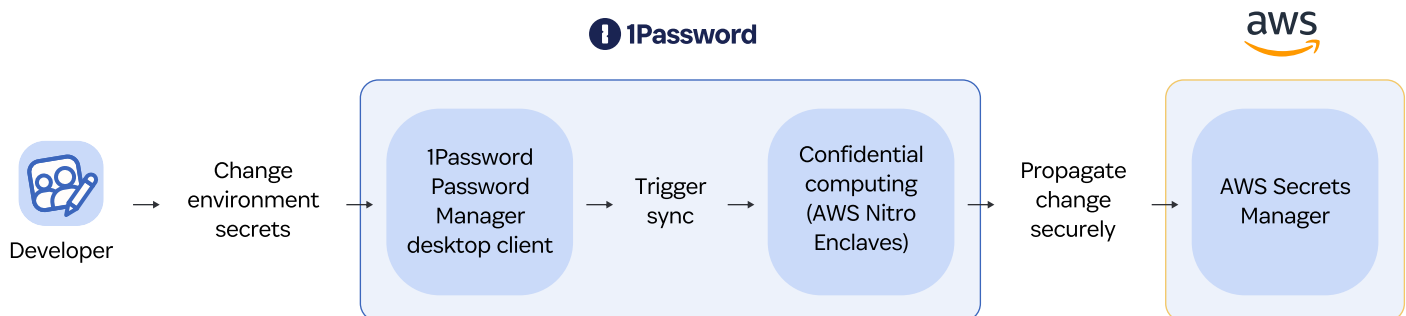 1Password
aws
Developer
Change
environment
secrets
1Password
Password
Manager
desktop client
Trigger
sync
Confidential
computing
(AWS Nitro
Enclaves)
Propagate
change
securely
AWS Secrets
Manager